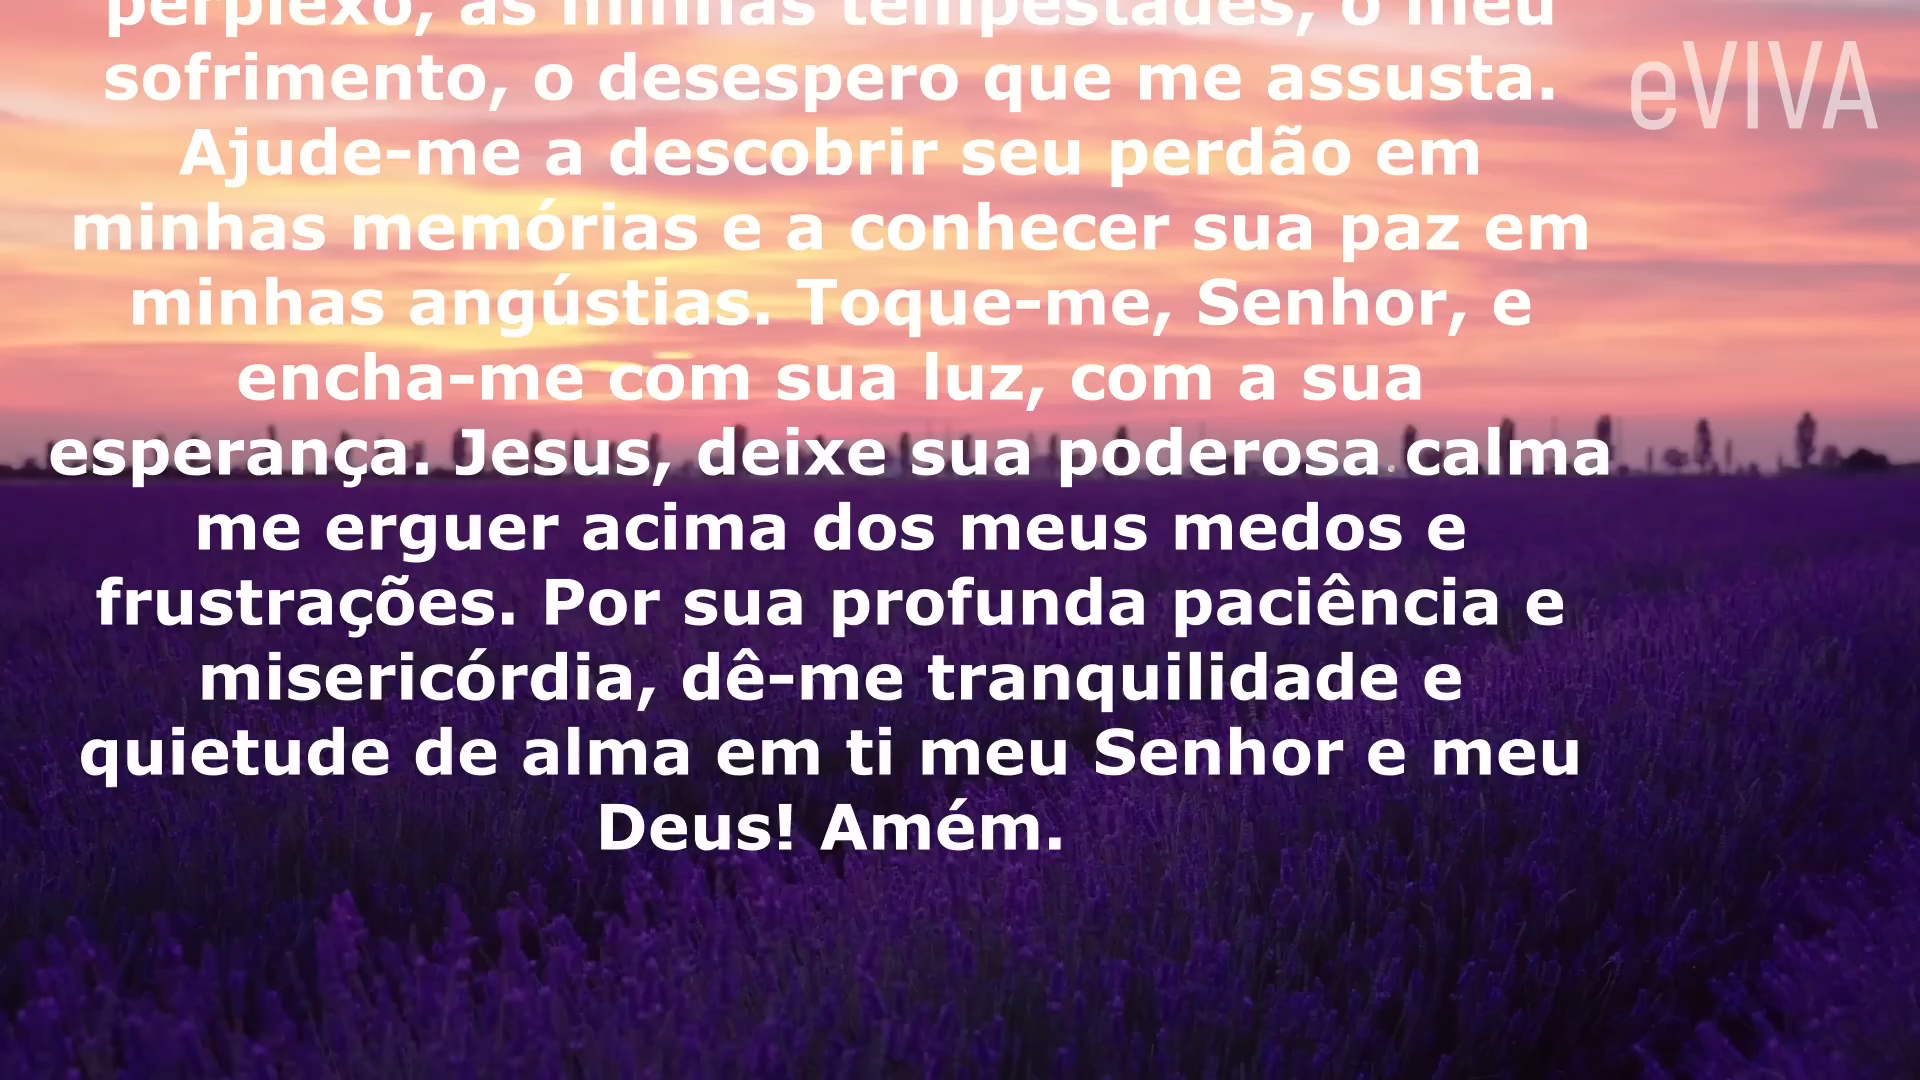 perplexo, as minhas tempestades, o meu
sofrimento, o desespero que me assusta.
Ajude-me a descobrir seu perdão em
minhas memórias e a conhecer sua paz em
minhas angústias. Toque-me, Senhor, e
encha-me com sua luz, com a sua
esperança. Jesus, deixe sua poderosa calma
me erguer acima dos meus medos e
frustrações. Por sua profunda paciência e
misericórdia, dê-me tranquilidade e
quietude de alma em ti meu Senhor e meu
Deus! Amém.
eVIVA